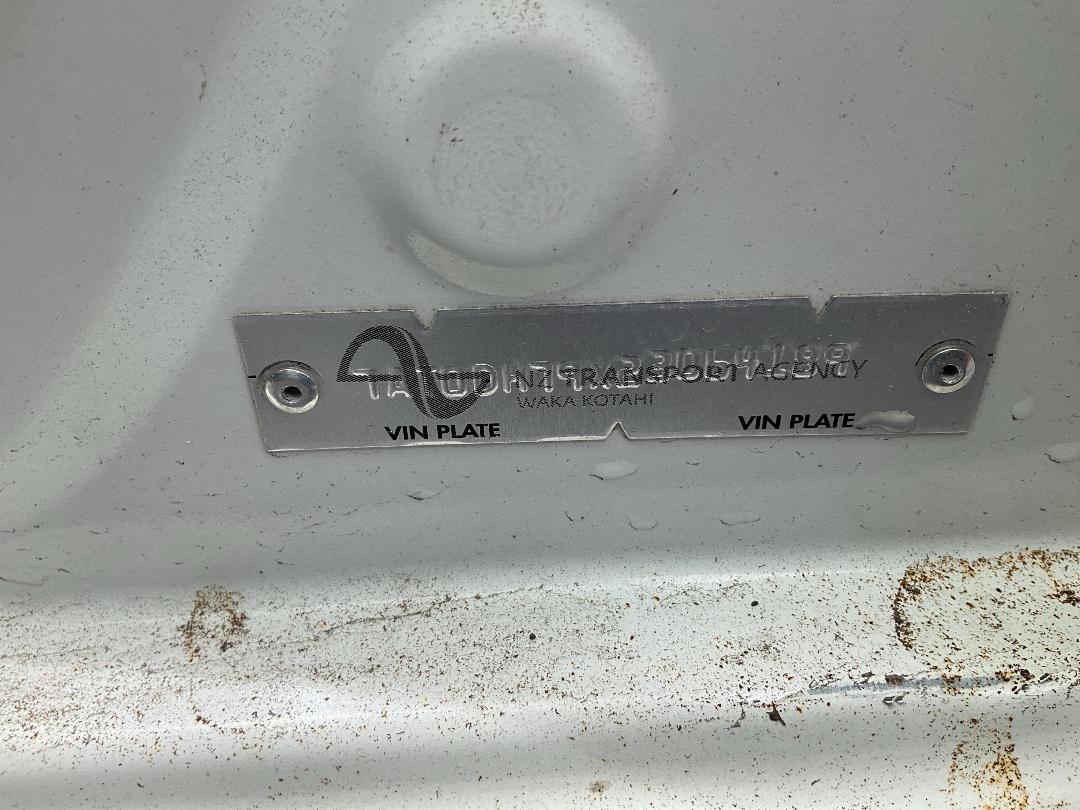 NZ TRANSPORT AGENCY
WAKA KOTAHI
VIN PLATE VIN PLATE